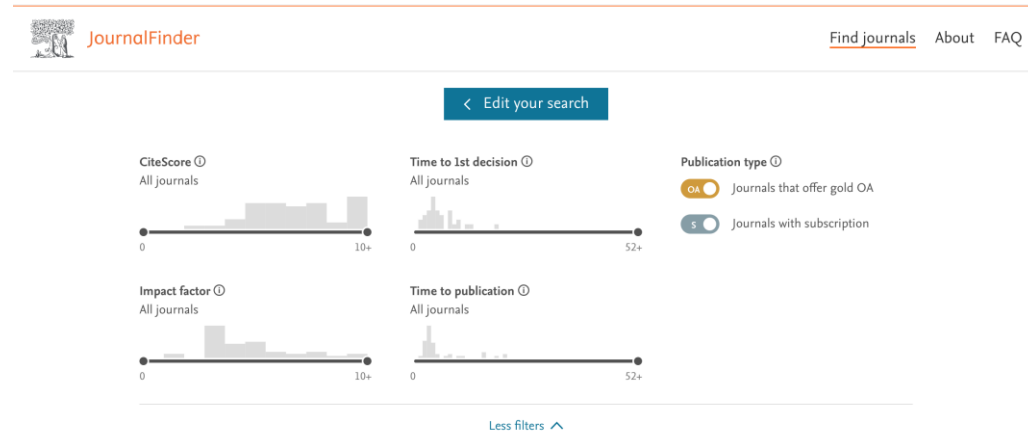 JournalFinder
Find journals About FAQ
Edit your search
CiteScore
All journals
0 10+
Time to 1st decision
All journals
0 52+
Publication type
OA Journals that offer gold OA
S Journals with subscription
Impact factor
All journals
0 10+
Time to publication
All journals
0 52+
Less filters